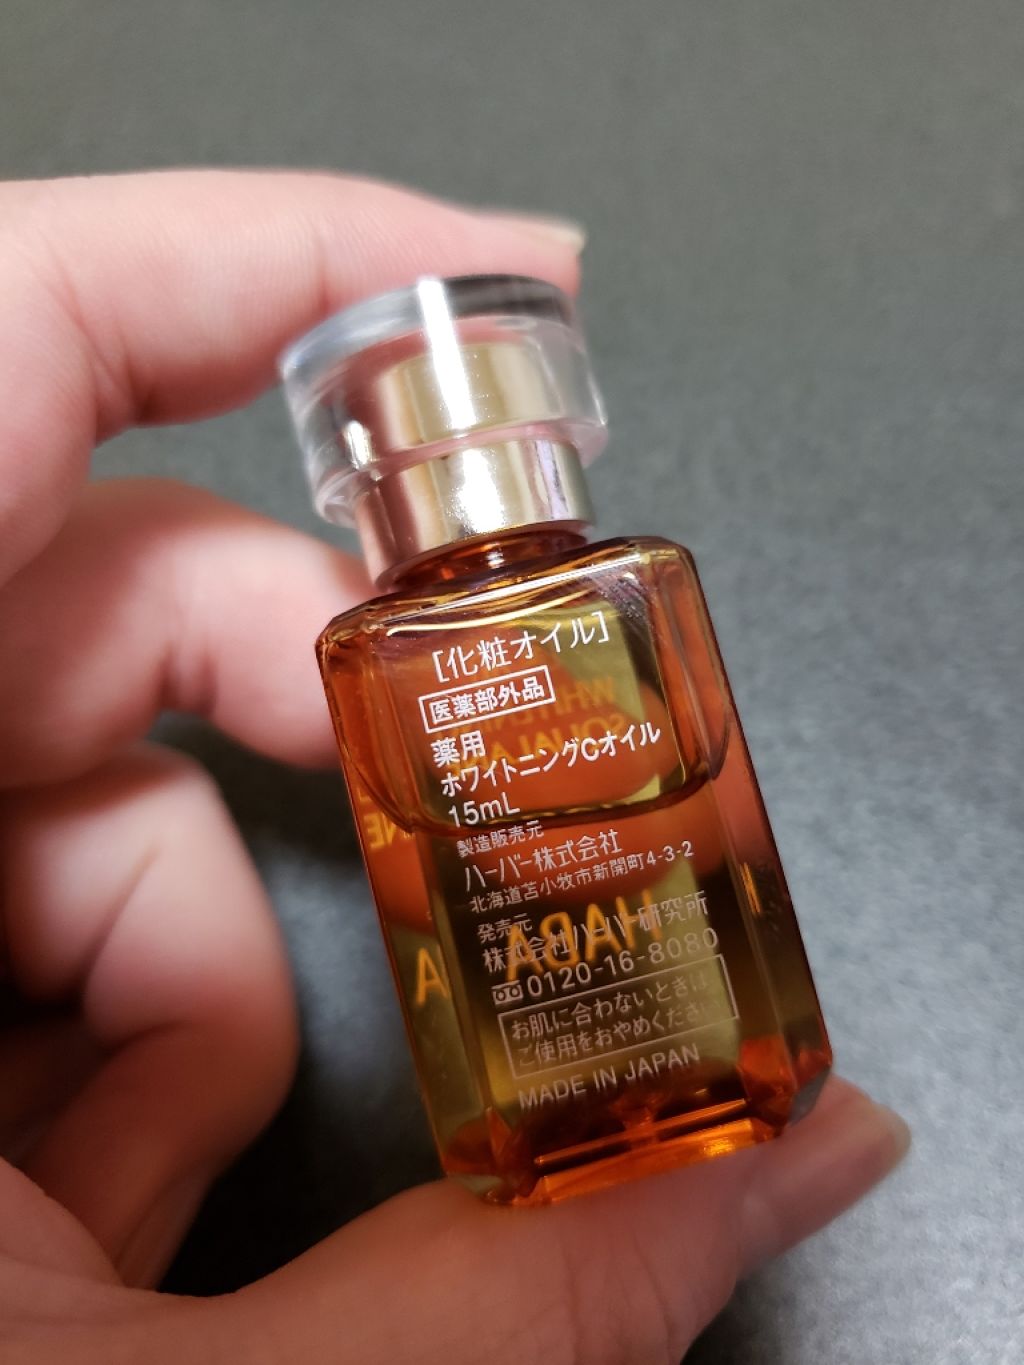 [化粧オイル]
医薬部外品
薬用
ホワイトニングCオイル
15mL
製造販売元
ハーバー株式会社
北海道苫小牧市新開町4-3-2
発売元
株式会社ハーバー研究所
0120-16-8080
お肌に合わないときは
ご使用をおやめください
MADE IN JAPAN
HABA